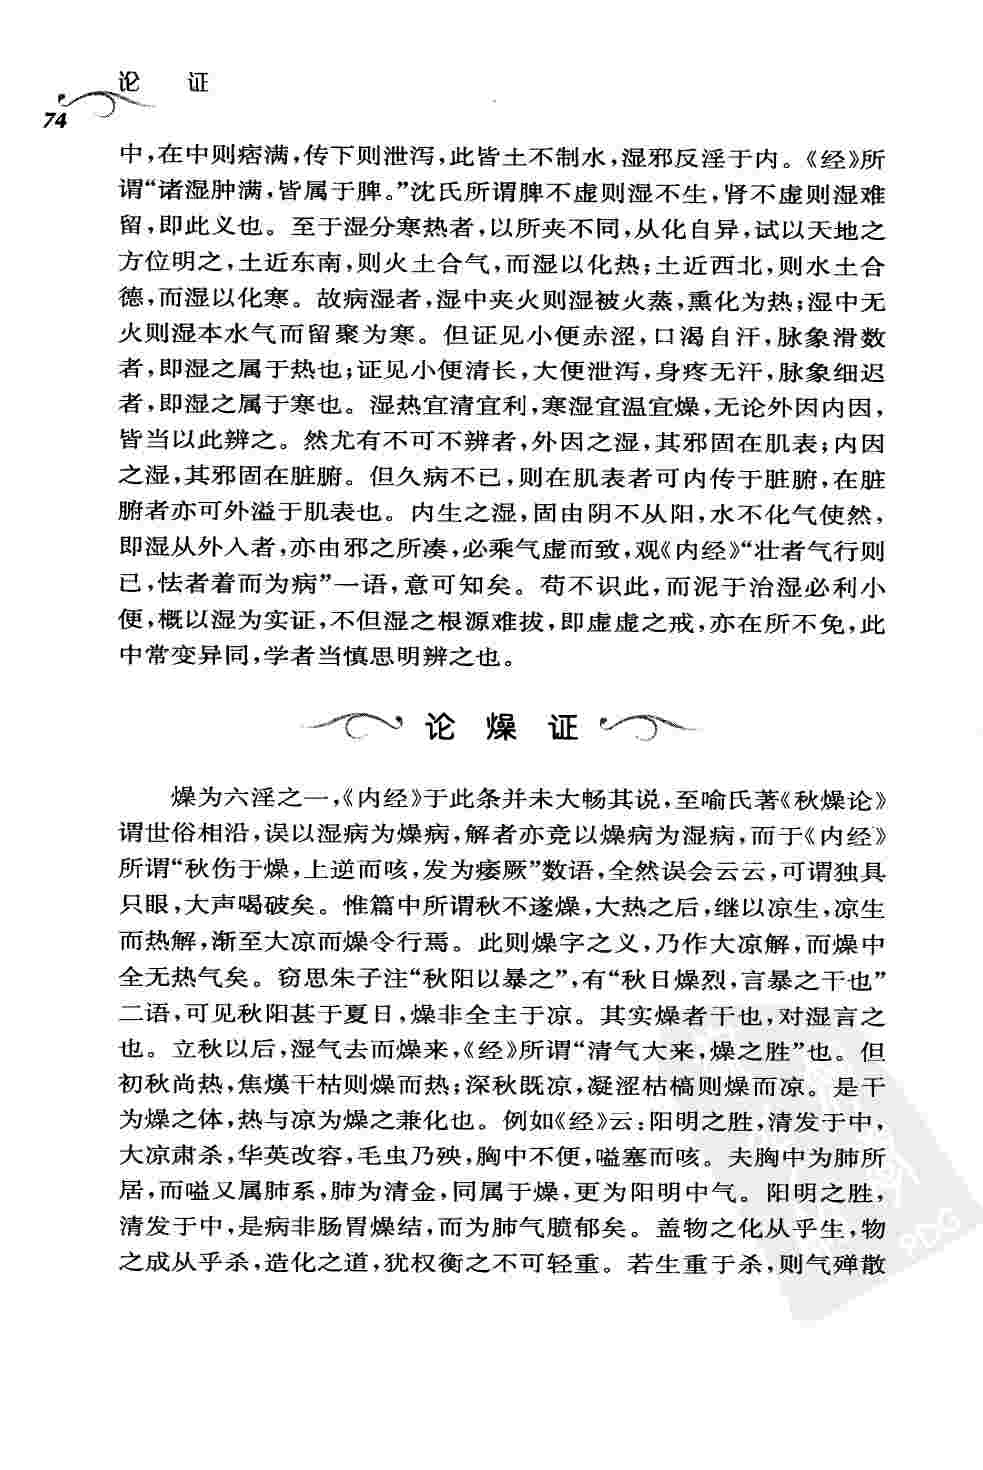 论 证
74
中,在中则痞满,传下则泄泻,此皆土不制水,湿邪反淫于内。《经》所
谓“诸湿肿满,皆属于脾。”沈氏所谓脾不虚则湿不生,肾不虚则湿难
留,即此义也。至于湿分寒热者,以所夹不同,从化自异,试以天地之
方位明之,土近东南,则火土合气,而湿以化热;土近西北,则水土合
德,而湿以化寒。故病湿者,湿中夹火则湿被火蒸,熏化为热;湿中无
火则湿本水气而留聚为寒。但证见小便赤涩,口渴自汗,脉象滑数
者,即湿之属于热也;证见小便清长,大便泄泻,身疼无汗,脉象细迟
者,即湿之属于寒也。湿热宜清宜利,寒湿宜温宜燥,无论外因内因,
皆当以此辨之。然尤有不可不辨者,外因之湿,其邪固在肌表;内因
之湿,其邪固在脏腑。但久病不已,则在肌表者可内传于脏腑,在脏
腑者亦可外溢于肌表也。内生之湿,固由阴不从阳,水不化气使然,
即湿从外入者,亦由邪之所凑,必乘气虚而致,观《内经》“壮者气行则
已,怯者着而为病”一语,意可知矣。苟不识此,而泥于治湿必利小
便,概以湿为实证,不但湿之根源难拔,即虚虚之戒,亦在所不免,此
中常变异同,学者当慎思明辨之也。
论 燥 证
燥为六淫之一,《内经》于此条并未大畅其说,至喻氏著《秋燥论》
谓世俗相沿,误以湿病为燥病,解者亦竞以燥病为湿病,而于《内经》
所谓“秋伤于燥,上逆而咳,发为痿厥”数语,全然误会云云,可谓独具
只眼,大声喝破矣。惟篇中所谓秋不遂燥,大热之后,继以凉生,凉生
而热解,渐至大凉而燥令行焉。此则燥字之义,乃作大凉解,而燥中
全无热气矣。窃思朱子注“秋阳以暴之”,有“秋日燥烈,言暴之干也”
二语,可见秋阳甚于夏日,燥非全主于凉。其实燥者干也,对湿言之
也。立秋以后,湿气去而燥来,《经》所谓“清气大来,燥之胜”也。但
初秋尚热,焦熯干枯则燥而热;深秋既凉,凝涩枯槁则燥而凉。是干
为燥之体,热与凉为燥之兼化也。例如《经》云:阳明之胜,清发于中,
大凉肃杀,华英改容,毛虫乃殃,胸中不便,嗌塞而咳。夫胸中为肺所
居,而嗌又属肺系,肺为清金,同属于燥,更为阳明中气。阳明之胜,
清发于中,是病非肠胃燥结,而为肺气膹郁矣。盖物之化从乎生,物
之成从乎杀,造化之道,犹权衡之不可轻重。若生重于杀,则气殚散
PDG